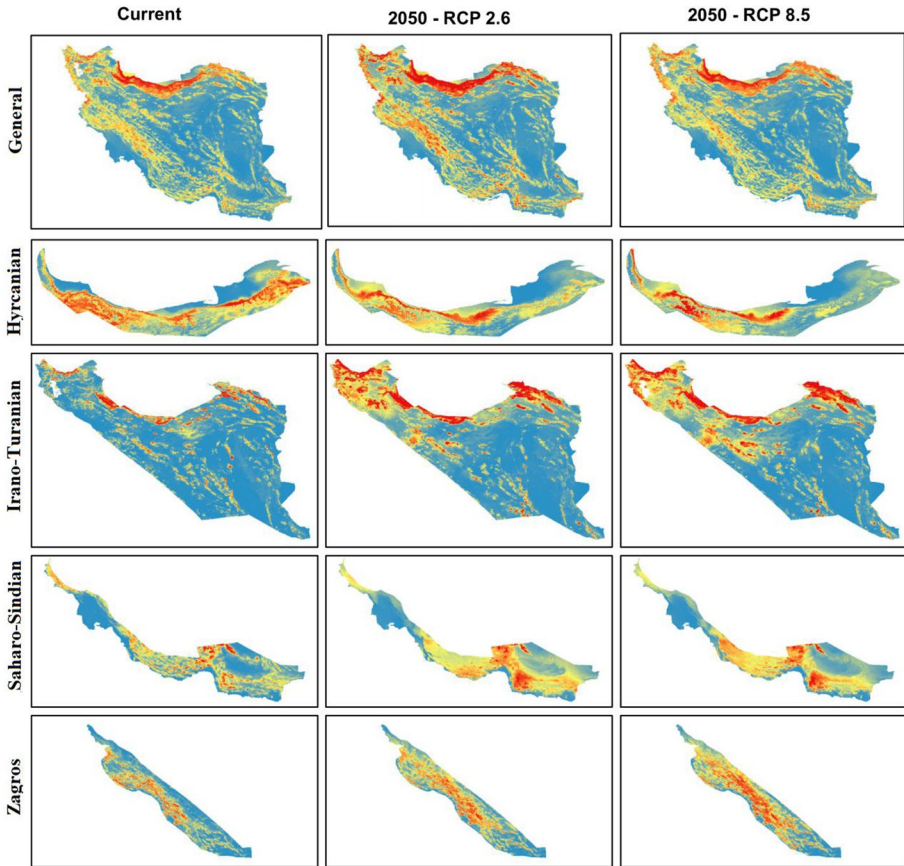 Current
2050 - RCP 2.6
2050 - RCP 8.5
General
Hyrcanian
Irano-Turanian
Saharo-Sindian
Zagros